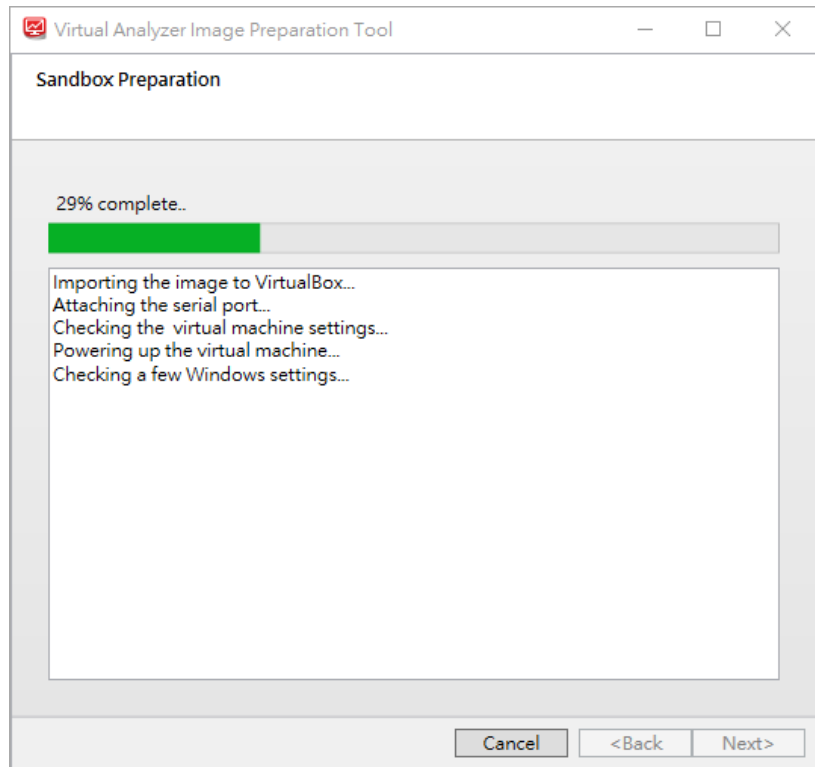 Virtual Analyzer Image Preparation Tool
Sandbox Preparation
29% complete..
Importing the image to VirtualBox...
Attaching the serial port...
Checking the  virtual machine settings...
Powering up the virtual machine...
Checking a few Windows settings...
Cancel
<Back
Next>